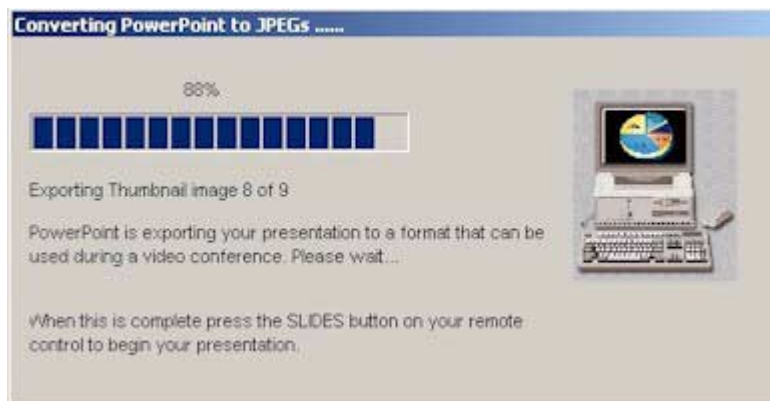 Converting PowerPoint to JPEGs ......
88%
Exporting Thumbnail image 8 of 9
PowerPoint is exporting your presentation to a format that can be
used during a video conference. Please wait...
When this is complete press the SLIDES button on your remote
control to begin your presentation.